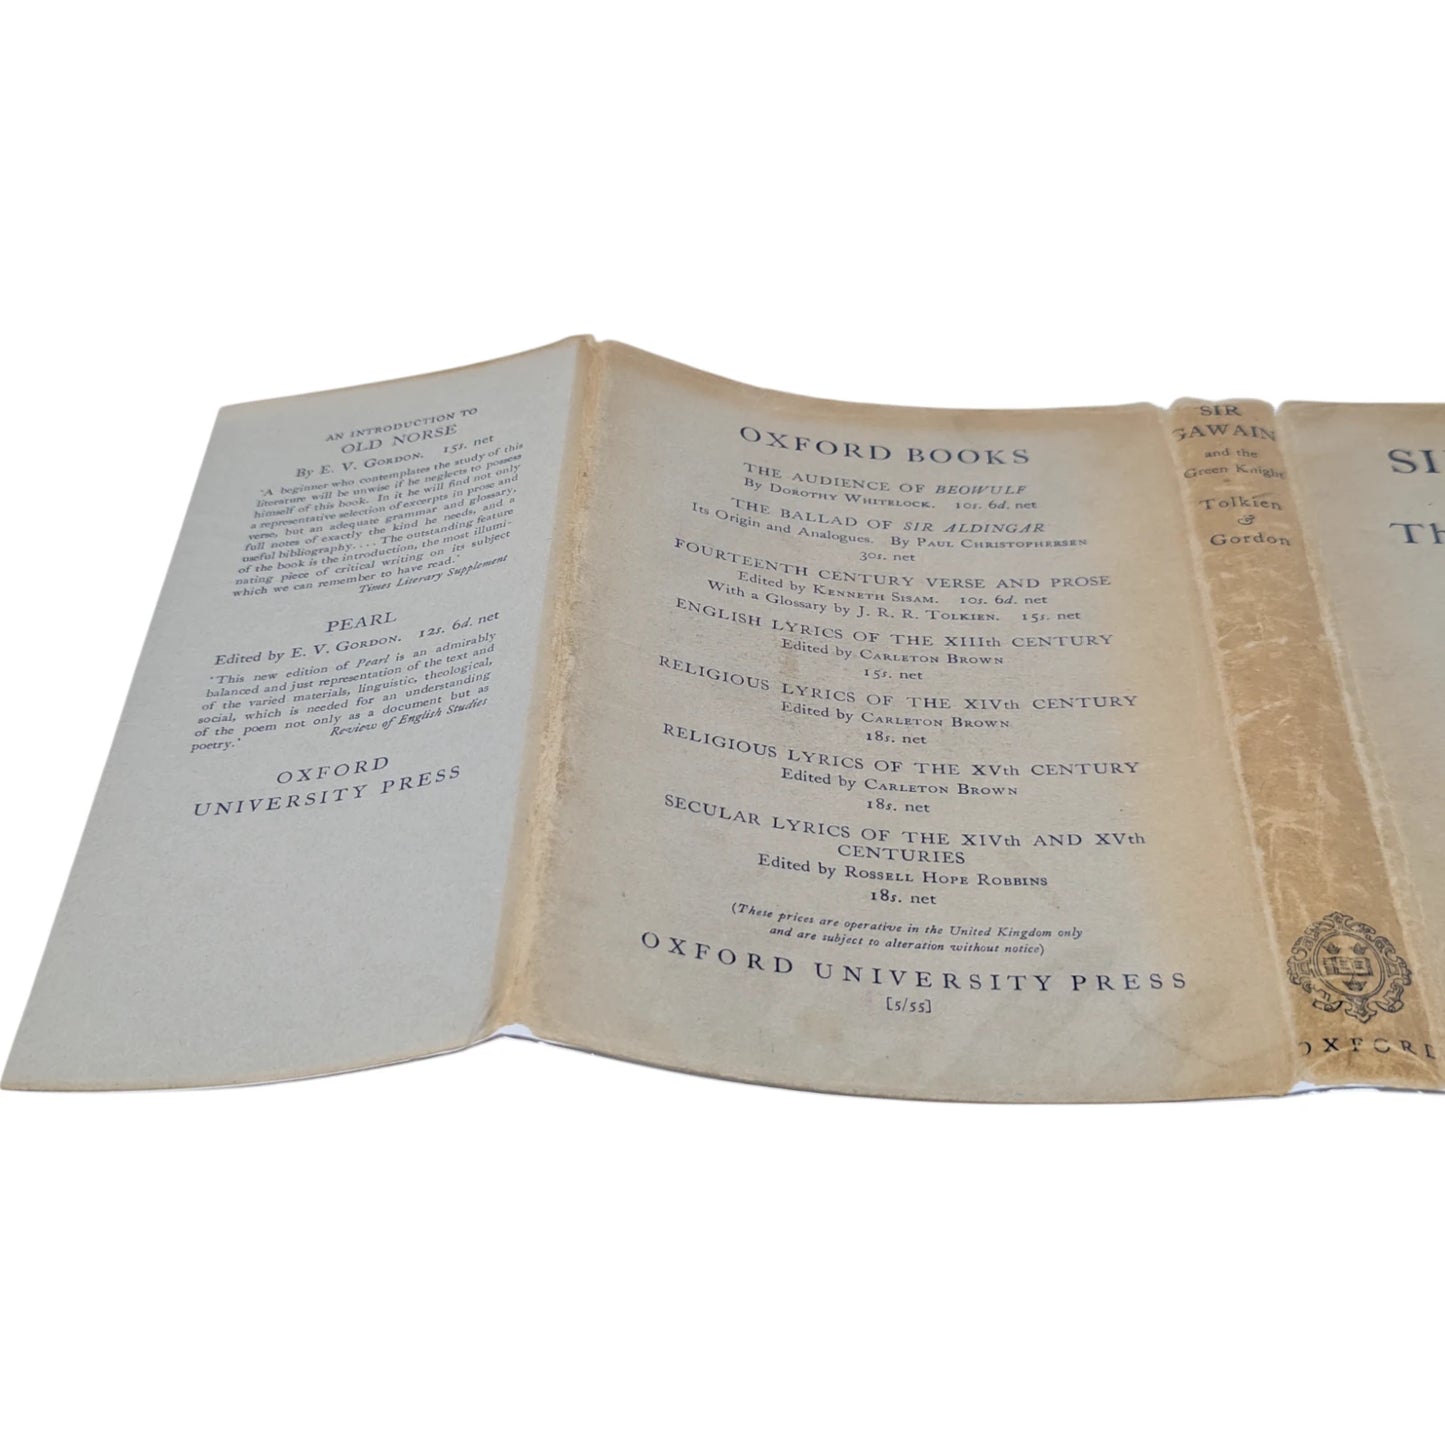 AN INTRODUCTION TO
OLD NORSE
By E. V. GORDON. 15s. net
'A beginner who contemplates the study of this
literature will be unwise if he neglects to possess
himself of this book. In it he will find not only
a representative selection of excerpts in prose and
verse, but an adequate grammar and glossary,
full notes of exactly the kind he needs, and a
useful bibliography. . . . The outstanding feature
of the book is the introduction, the most illumi-
nating piece of critical writing on its subject
which we can remember to have read.'
Times Literary Supplement
PEARL
Edited by E. V. GORDON. 12s. 6d. net
'This new edition of Pearl is an admirably
balanced and just representation of the text and
of the varied materials, linguistic, theological,
social, which is needed for an understanding
of the poem not only as a document but as
poetry.' Review of English Studies
OXFORD
UNIVERSITY PRESS
OXFORD BOOKS
THE AUDIENCE OF BEOWULF
By DOROTHY WHITELOCK. 10s. 6d. net
THE BALLAD OF SIR ALDINGAR
Its Origin and Analogues. By PAUL CHRISTOPHERSEN
30s. net
FOURTEENTH CENTURY VERSE AND PROSE
Edited by KENNETH SISAM. 10s. 6d. net
With a Glossary by J. R. R. TOLKIEN. 15s. net
ENGLISH LYRICS OF THE XIIIth CENTURY
Edited by CARLETON BROWN
15s. net
RELIGIOUS LYRICS OF THE XIVth CENTURY
Edited by CARLETON BROWN
18s. net
RELIGIOUS LYRICS OF THE XVth CENTURY
Edited by CARLETON BROWN
18s. net
SECULAR LYRICS OF THE XIVth AND XVth
CENTURIES
Edited by ROSSELL HOPE ROBBINS
18s. net
(These prices are operative in the United Kingdom only
and are subject to alteration without notice)
OXFORD UNIVERSITY PRESS
[5/55]
SIR
GAWAIN
and the
Green Knight
Tolkien
&
Gordon
OXFORD
SI
Th